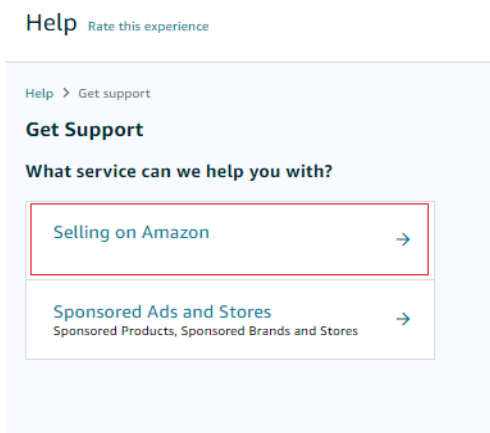 Help Rate this experience
Help > Get support
Get Support
What service can we help you with?
Selling on Amazon
Sponsored Ads and Stores
Sponsored Products, Sponsored Brands and Stores